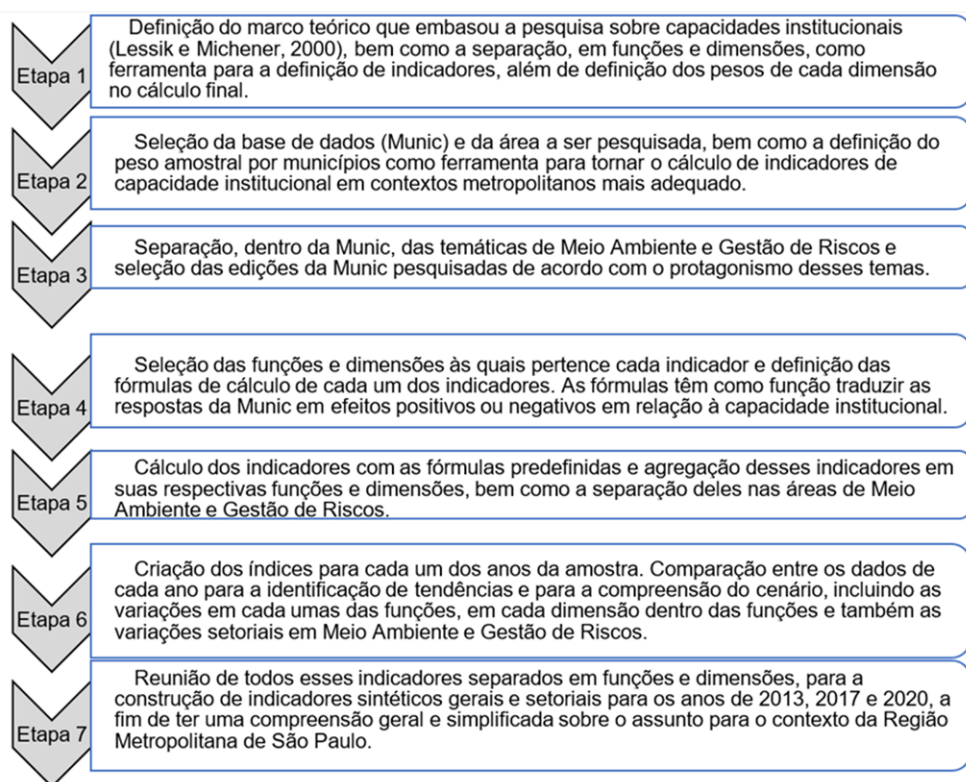 Etapa 1
Definição do marco teórico que embasou a pesquisa sobre capacidades institucionais
(Lessik e Michener, 2000), bem como a separação, em funções e dimensões, como
ferramenta para a definição de indicadores, além de definição dos pesos de cada dimensão
no cálculo final.
Etapa 2
Seleção da base de dados (Munic) e da área a ser pesquisada, bem como a definição do
peso amostral por municípios como ferramenta para tornar o cálculo de indicadores de
capacidade institucional em contextos metropolitanos mais adequado.
Etapa 3
Separação, dentro da Munic, das temáticas de Meio Ambiente e Gestão de Riscos e
seleção das edições da Munic pesquisadas de acordo com o protagonismo desses temas.
Etapa 4
Seleção das funções e dimensões às quais pertence cada indicador e definição das
fórmulas de cálculo de cada um dos indicadores. As fórmulas têm como função traduzir as
respostas da Munic em efeitos positivos ou negativos em relação à capacidade institucional.
Etapa 5
Cálculo dos indicadores com as fórmulas predefinidas e agregação desses indicadores em
suas respectivas funções e dimensões, bem como a separação deles nas áreas de Meio
Ambiente e Gestão de Riscos.
Etapa 6
Criação dos índices para cada um dos anos da amostra. Comparação entre os dados de
cada ano para a identificação de tendências e para a compreensão do cenário, incluindo as
variações em cada umas das funções, em cada dimensão dentro das funções e também as
variações setoriais em Meio Ambiente e Gestão de Riscos.
Etapa 7
Reunião de todos esses indicadores separados em funções e dimensões, para a
construção de indicadores sintéticos gerais e setoriais para os anos de 2013, 2017 e 2020, a
fim de ter uma compreensão geral e simplificada sobre o assunto para o contexto da Região
Metropolitana de São Paulo.